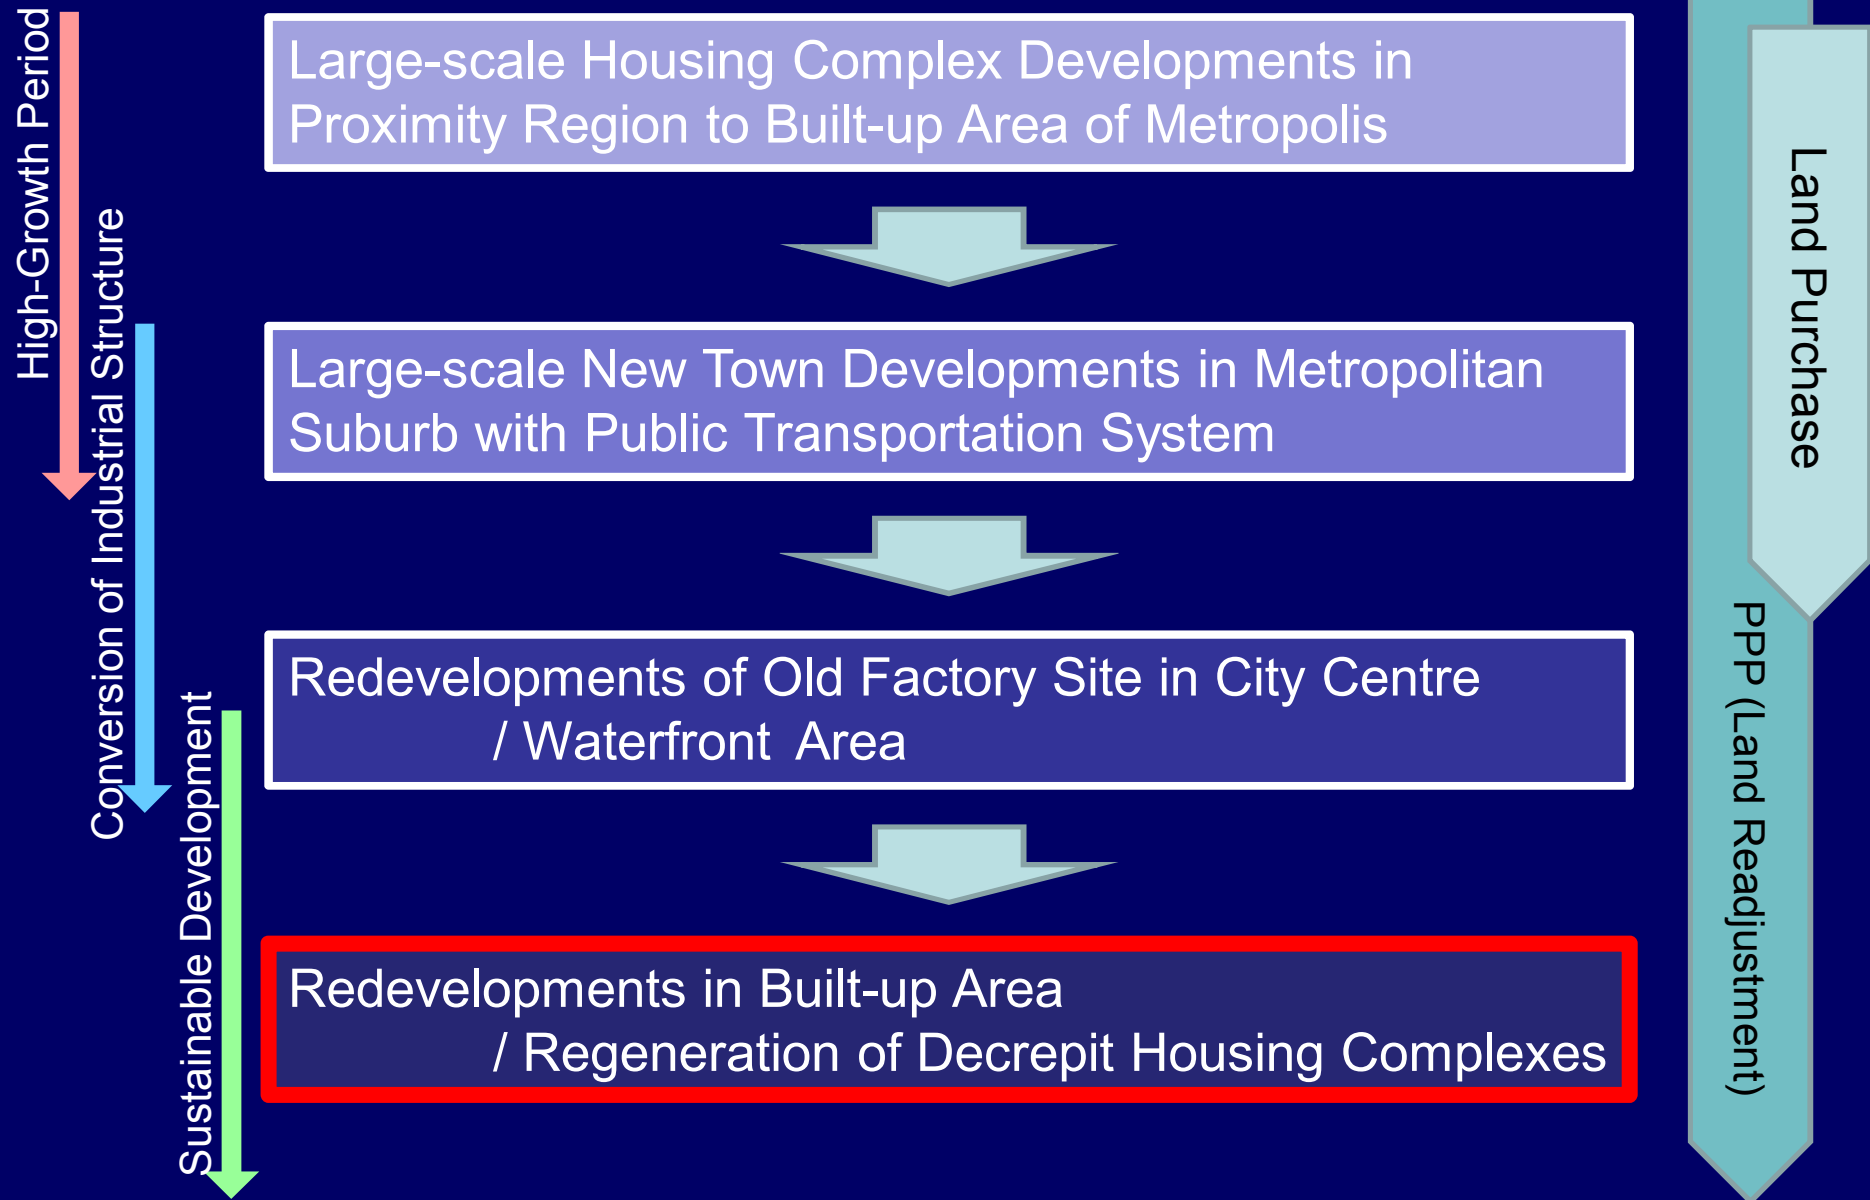 High-Growth Period
Conversion of Industrial Structure
Sustainable Development
Large-scale Housing Complex Developments in
Proximity Region to Built-up Area of Metropolis
Large-scale New Town Developments in Metropolitan
Suburb with Public Transportation System
Redevelopments of Old Factory Site in City Centre
/ Waterfront Area
Redevelopments in Built-up Area
/ Regeneration of Decrepit Housing Complexes
Land Purchase
PPP (Land Readjustment)